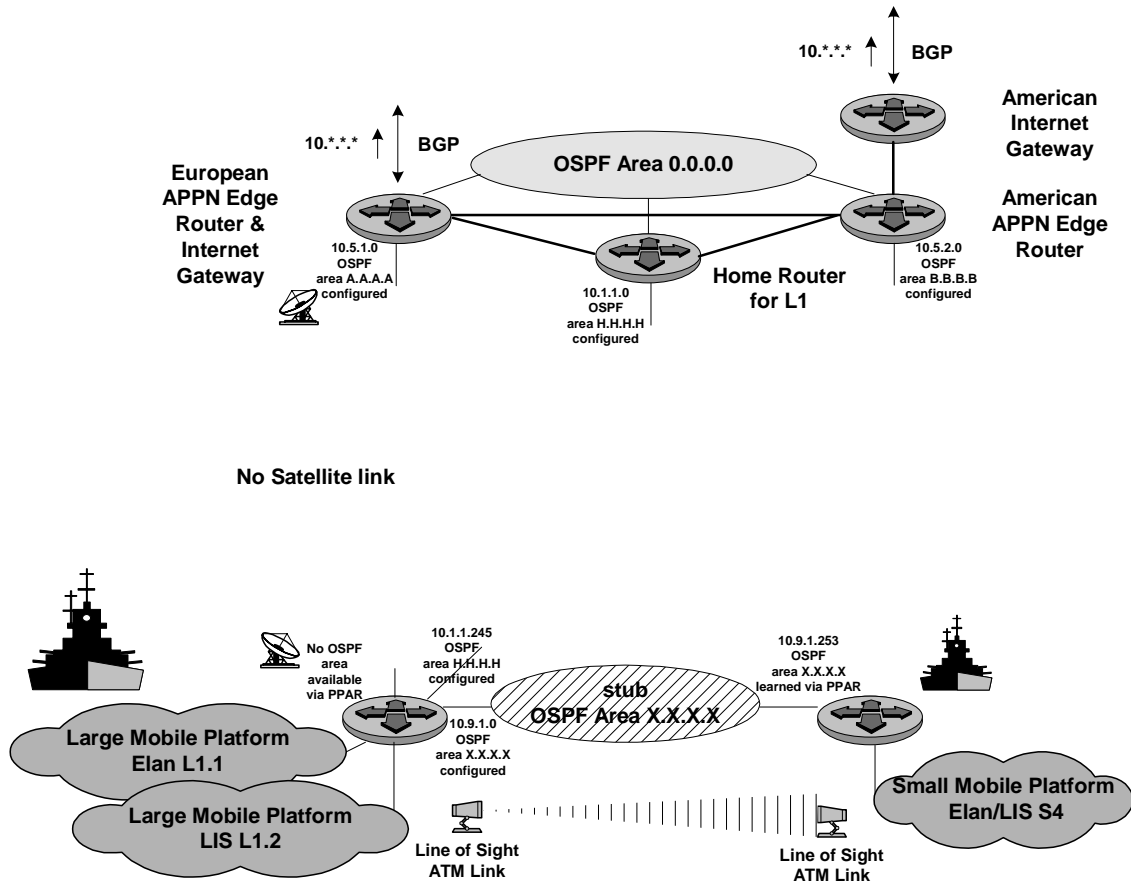 10.*.*.*
BGP
American
Internet
Gateway
10.*.*.*
BGP
OSPF Area 0.0.0.0
European
APPN Edge
Router &
Internet
Gateway
American
APPN Edge
Router
10.5.1.0
OSPF
area A.A.A.A
configured
10.5.2.0
OSPF
area B.B.B.B
configured
Home Router
for L1
10.1.1.0
OSPF
area H.H.H.H
configured
No Satellite link
No OSPF
area
available
via PPAR
10.1.1.245
OSPF
area H.H.H.H
configured
10.9.1.253
OSPF
area X.X.X.X
learned via PPAR
stub
OSPF Area X.X.X.X
10.9.1.0
OSPF
area X.X.X.X
configured
Large Mobile Platform
Elan L1.1
Large Mobile Platform
LIS L1.2
Small Mobile Platform
Elan/LIS S4
Line of Sight
ATM Link
Line of Sight
ATM Link